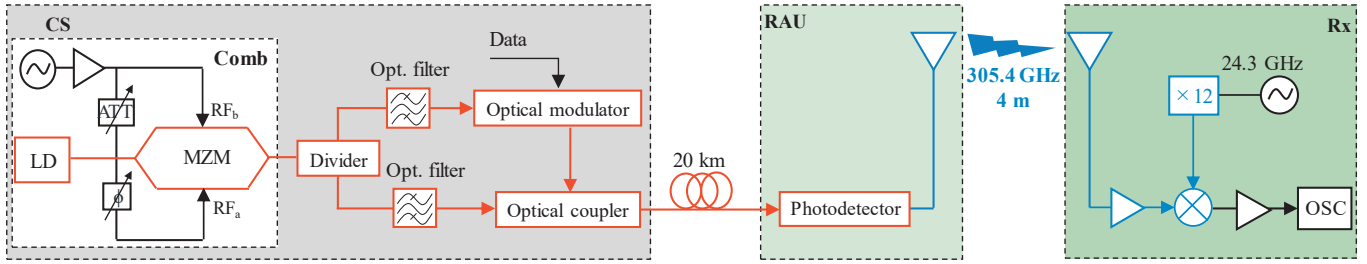 CS
Comb
ATT
RFb
LD
MZM
ϕ
RFa
Divider
Opt. filter
Opt. filter
Data
Optical modulator
Optical coupler
20 km
RAU
Photodetector
305.4 GHz
4 m
Rx
24.3 GHz
× 12
OSC